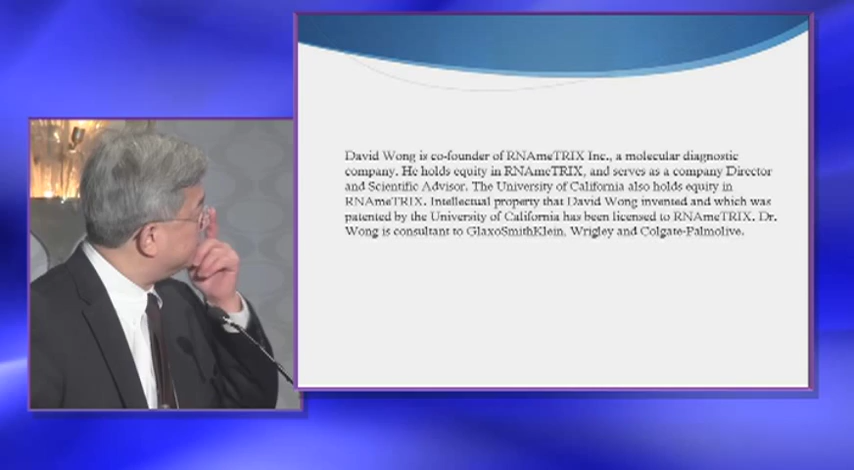 David Wong is co-founder of RNAmeTRIX Inc., a molecular diagnostic
company. He holds equity in RNAmeTRIX, and serves as a company Director
and Scientific Advisor. The University of California also holds equity in
RNAmeTRIX. Intellectual property that David Wong invented and which was
patented by the University of California has been licensed to RNAmeTRIX. Dr.
Wong is consultant to GlaxoSmithKlein, Wrigley and Colgate-Palmolive.